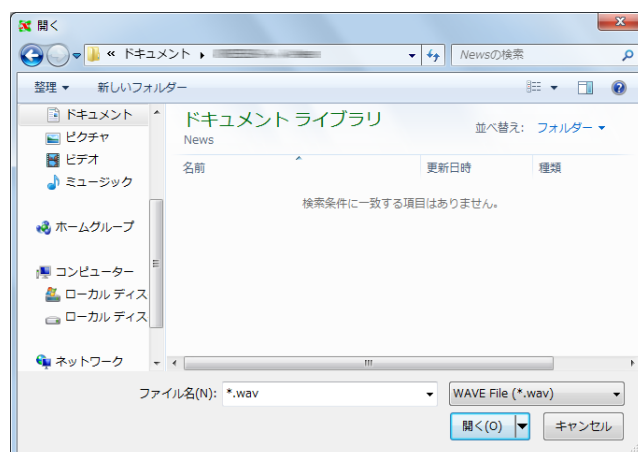 開く
« ドキュメント
Newsの検索
整理 新しいフォルダー
ドキュメント
ピクチャ
ビデオ
ミュージック
ホームグループ
コンピューター
ローカル ディス
ローカル ディス
ネットワーク
ドキュメント ライブラリ
News
並べ替え: フォルダー
名前 更新日時 種類
検索条件に一致する項目はありません。
ファイル名(N): *.wav
WAVE File (*.wav)
開く(O) キャンセル